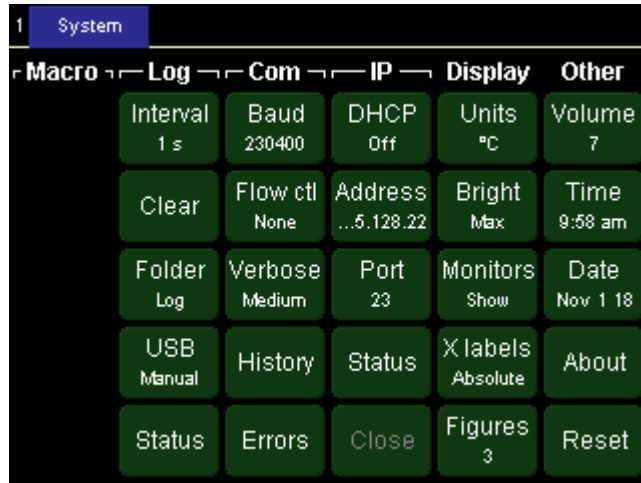 1 System
Macro Log Com IP Display Other
Interval Baud DHCP Units Volume
1 s 230400 Off °C 7
Clear Flow ctl Address Bright Time
None ...5.128.22 Max 9:58 am
Folder Verbose Port Monitors Date
Log Medium 23 Show Nov 1 18
USB History Status X labels About
Manual Absolute
Status Errors Close Figures Reset
3